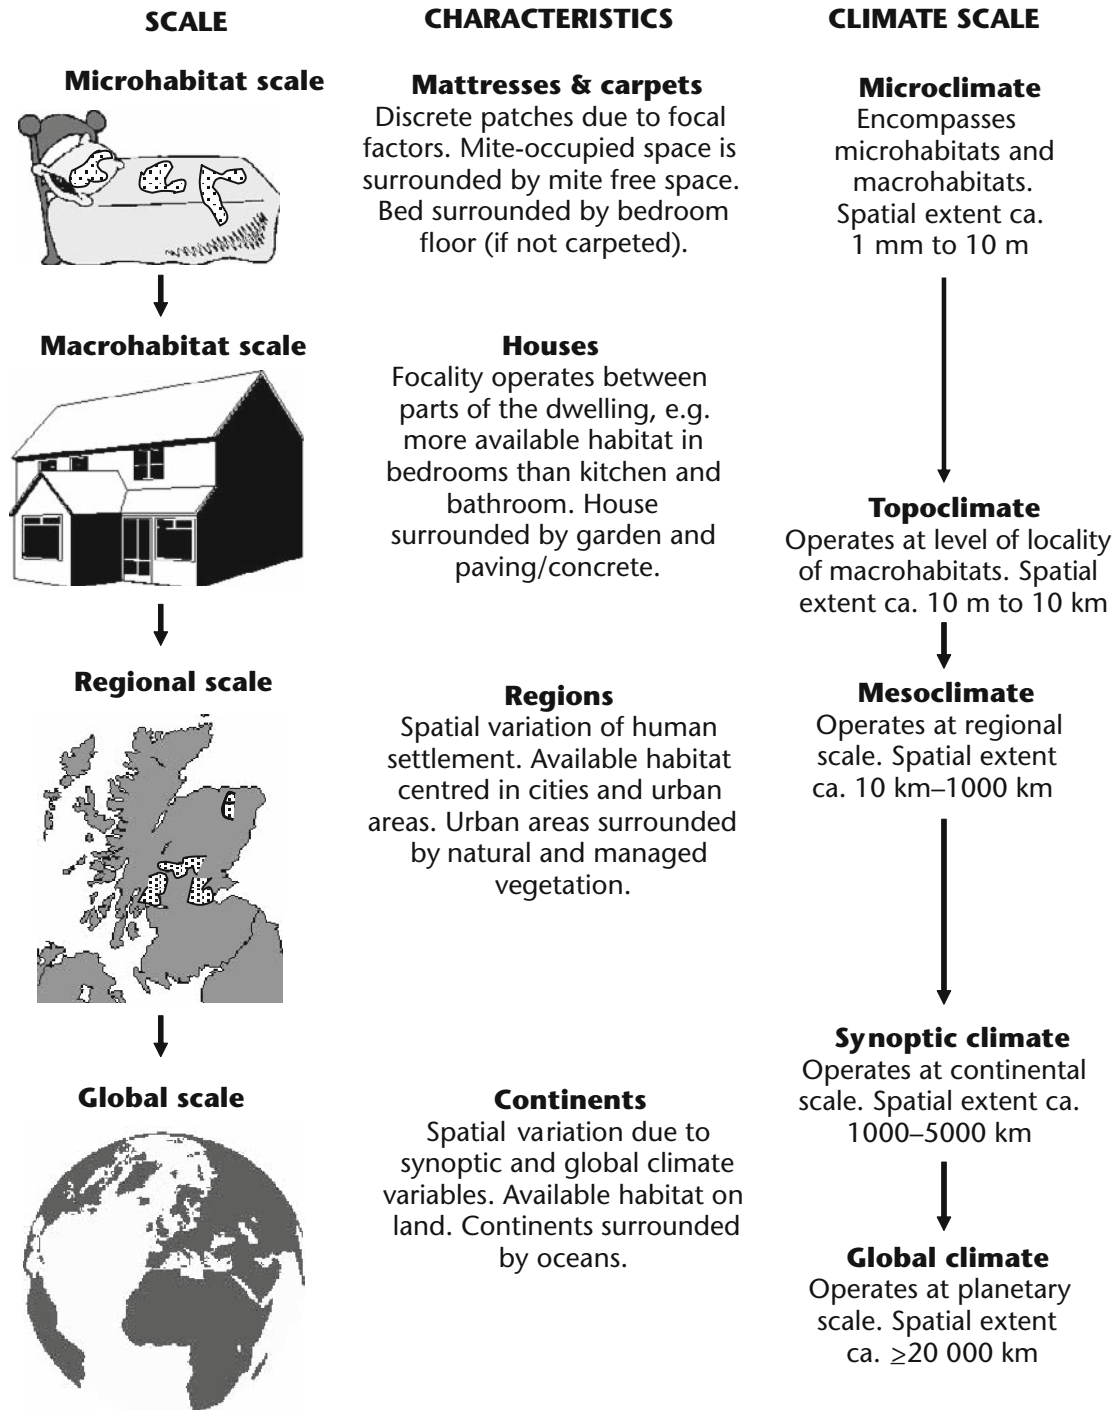 SCALE
CHARACTERISTICS
CLIMATE SCALE
Microhabitat scale
Mattresses & carpets
Discrete patches due to focal
factors. Mite-occupied space is
surrounded by mite free space.
Bed surrounded by bedroom
floor (if not carpeted).
Microclimate
Encompasses
microhabitats and
macrohabitats.
Spatial extent ca.
1 mm to 10 m
Macrohabitat scale
Houses
Focality operates between
parts of the dwelling, e.g.
more available habitat in
bedrooms than kitchen and
bathroom. House
surrounded by garden and
paving/concrete.
Topoclimate
Operates at level of locality
of macrohabitats. Spatial
extent ca. 10 m to 10 km
Regional scale
Regions
Spatial variation of human
settlement. Available habitat
centred in cities and urban
areas. Urban areas surrounded
by natural and managed
vegetation.
Mesoclimate
Operates at regional
scale. Spatial extent
ca. 10 km–1000 km
Synoptic climate
Operates at continental
scale. Spatial extent ca.
1000–5000 km
Global scale
Continents
Spatial variation due to
synoptic and global climate
variables. Available habitat on
land. Continents surrounded
by oceans.
Global climate
Operates at planetary
scale. Spatial extent
ca. ≥20 000 km